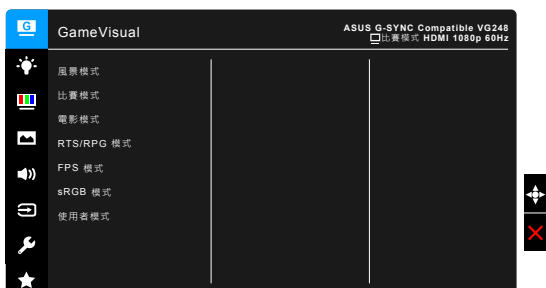 G
GameVisual
ASUS G-SYNC Compatible VG248
比賽模式 HDMI 1080p 60Hz
風景模式
比賽模式
電影模式
RTS/RPG 模式
FPS 模式
sRGB 模式
使用者模式